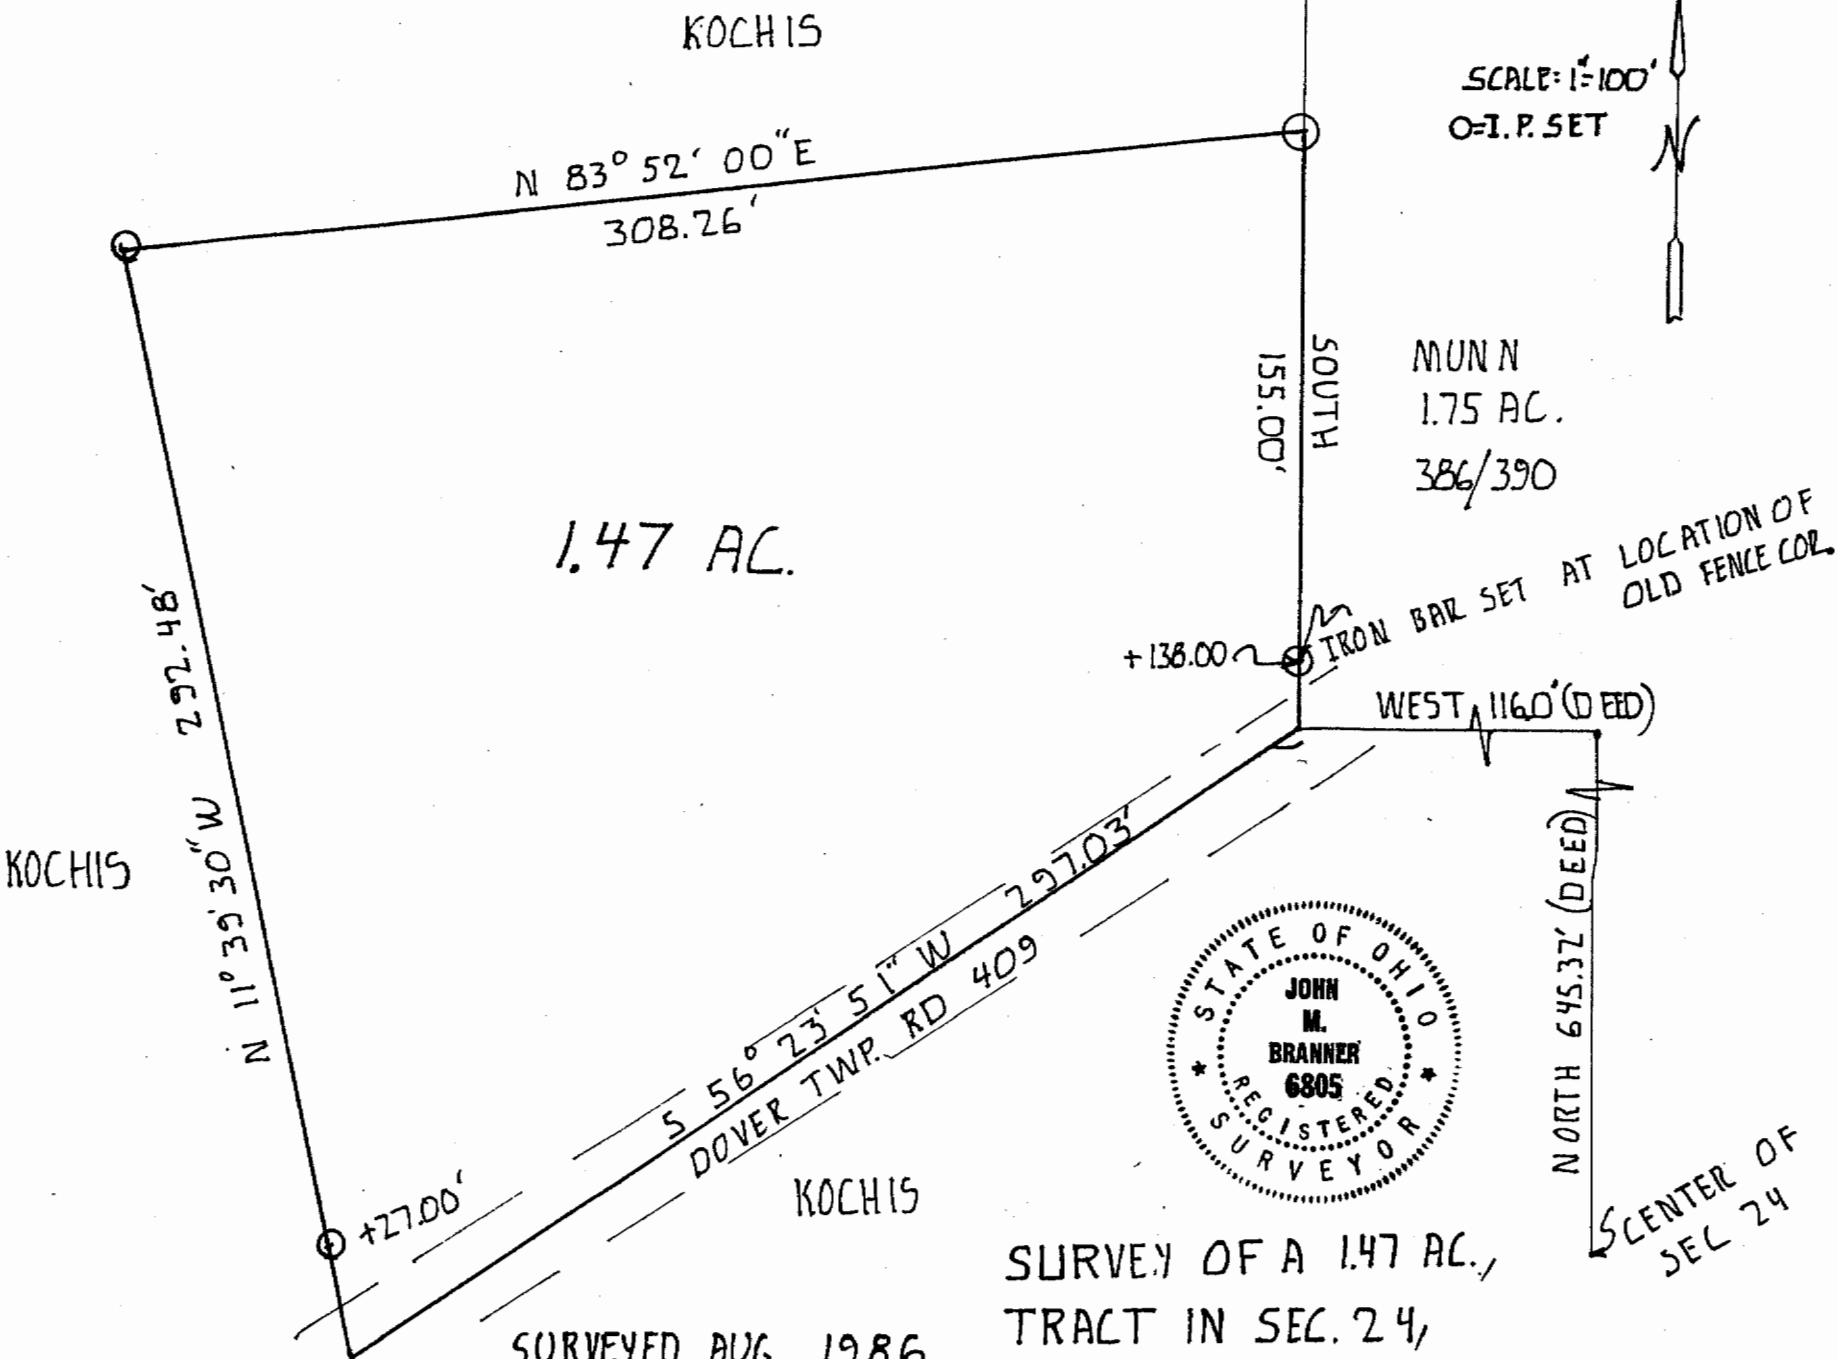 KOCHIS
SCALE: 1"=100'
O=I.P. SET
N
N 83° 52' 00" E
308.26'
SOUTH
155.00'
MUNN
1.75 AC.
386/390
1.47 AC.
IRON BAR SET AT LOCATION OF
OLD FENCE COR.
+138.00
WEST 1160' (DEED)
292.48'
N 11° 39' 30" W
KOCHIS
S 56° 23' 51" W 297.03'
DOVER TWP. RD 409
NORTH 645.37' (DEED)
STATE OF OHIO
JOHN
M.
BRANNER
6805
REGISTERED
SURVEYOR
+27.00'
KOCHIS
CENTER OF
SEC 24
SURVEY OF A 1.47 AC.,
TRACT IN SEC. 24,
SURVEYED AUG. 1986